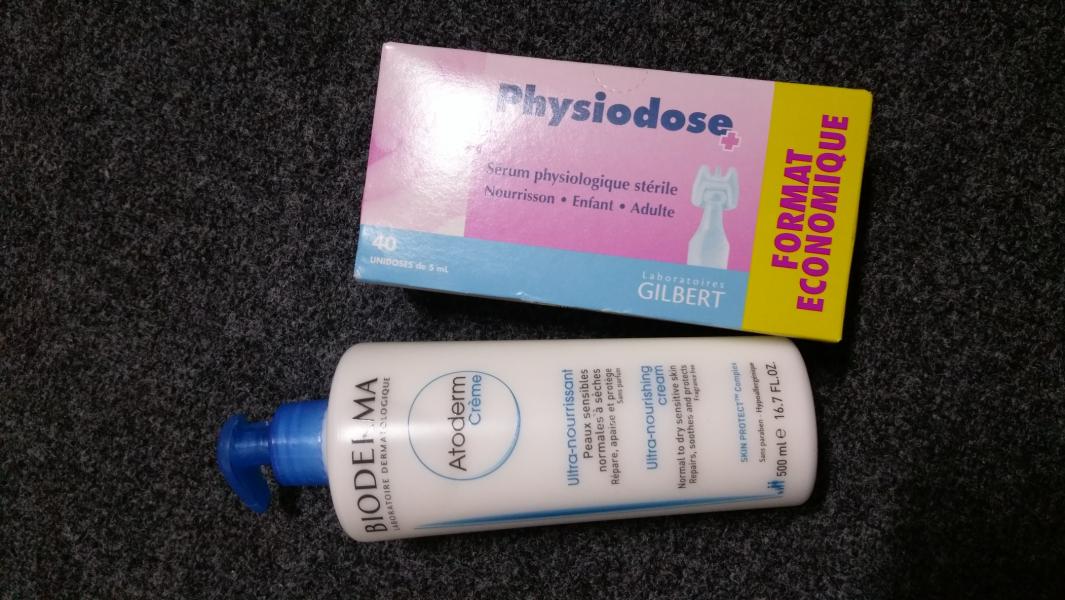 Physiodose
Sérum physiologique stérile
Nourrisson • Enfant • Adulte
40
UNIDOSES de 5 mL
Laboratoires
GILBERT
FORMAT
ECONOMIQUE
BIODERMA
LABORATOIRE DERMATOLOGIQUE
Atoderm
Crème
Ultra-nourrissant
Peaux sensibles
normales à sèches
Répare, apaise et protège
Sans parfum
Ultra-nourishing
cream
Normal to dry sensitive skin
Repairs, soothes and protects
Fragrance free
SKIN PROTECT™ Complex
Sans paraben - Hypoallergénique
500 ml e 16.7 FL.OZ.